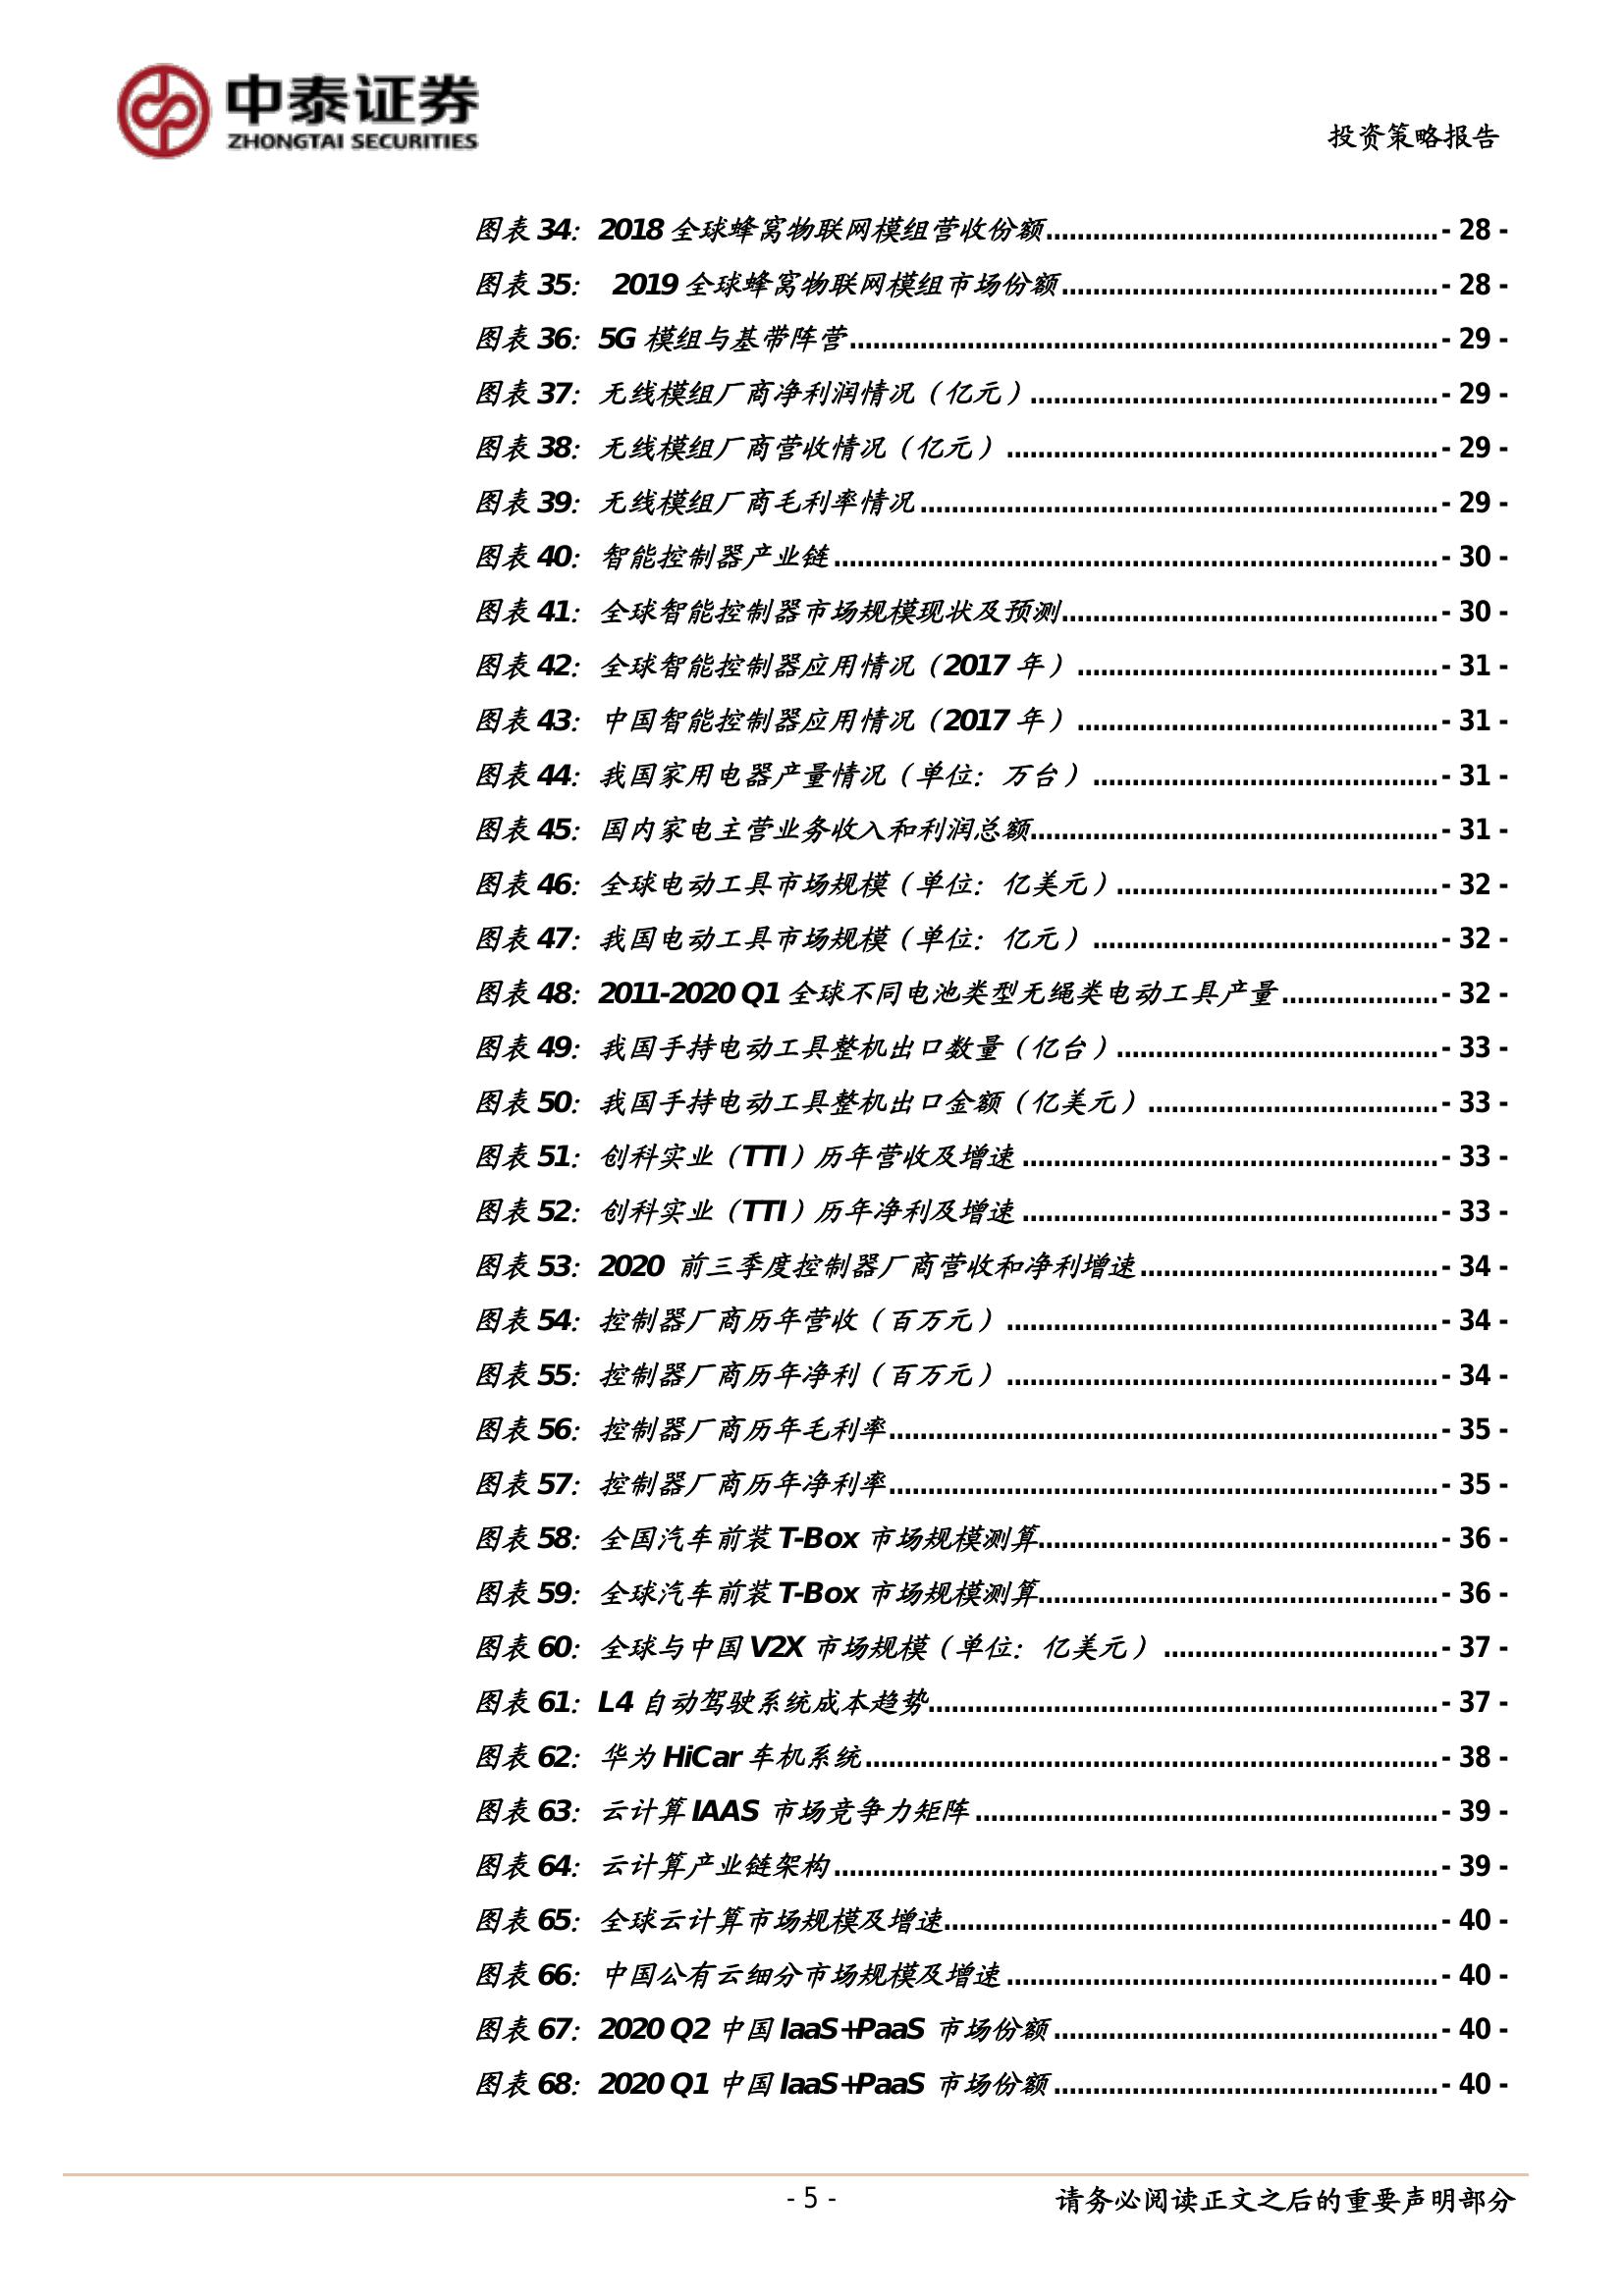 中泰证券
ZHONGTAI SECURITIES
投资策略报告
图表 34：2018 全球蜂窝物联网模组营收份额................................................- 28 -
图表 35： 2019 全球蜂窝物联网模组市场份额................................................- 28 -
图表 36：5G 模组与基带阵营................................................- 29 -
图表 37：无线模组厂商净利润情况（亿元）................................................- 29 -
图表 38：无线模组厂商营收情况（亿元）................................................- 29 -
图表 39：无线模组厂商毛利率情况................................................- 29 -
图表 40：智能控制器产业链................................................- 30 -
图表 41：全球智能控制器市场规模现状及预测................................................- 30 -
图表 42：全球智能控制器应用情况（2017 年）................................................- 31 -
图表 43：中国智能控制器应用情况（2017 年）................................................- 31 -
图表 44：我国家用电器产量情况（单位：万台）................................................- 31 -
图表 45：国内家电主营业务收入和利润总额................................................- 31 -
图表 46：全球电动工具市场规模（单位：亿美元）................................................- 32 -
图表 47：我国电动工具市场规模（单位：亿元）................................................- 32 -
图表 48：2011-2020 Q1 全球不同电池类型无绳类电动工具产量....................- 32 -
图表 49：我国手持电动工具整机出口数量（亿台）................................................- 33 -
图表 50：我国手持电动工具整机出口金额（亿美元）................................................- 33 -
图表 51：创科实业（TTI）历年营收及增速................................................- 33 -
图表 52：创科实业（TTI）历年净利及增速................................................- 33 -
图表 53：2020 前三季度控制器厂商营收和净利增速................................................- 34 -
图表 54：控制器厂商历年营收（百万元）................................................- 34 -
图表 55：控制器厂商历年净利（百万元）................................................- 34 -
图表 56：控制器厂商历年毛利率................................................- 35 -
图表 57：控制器厂商历年净利率................................................- 35 -
图表 58：全国汽车前装 T-Box 市场规模测算................................................- 36 -
图表 59：全球汽车前装 T-Box 市场规模测算................................................- 36 -
图表 60：全球与中国 V2X 市场规模（单位：亿美元）................................................- 37 -
图表 61：L4 自动驾驶系统成本趋势................................................- 37 -
图表 62：华为 HiCar 车机系统................................................- 38 -
图表 63：云计算 IAAS 市场竞争力矩阵................................................- 39 -
图表 64：云计算产业链架构................................................- 39 -
图表 65：全球云计算市场规模及增速................................................- 40 -
图表 66：中国公有云细分市场规模及增速................................................- 40 -
图表 67：2020 Q2 中国 IaaS+PaaS 市场份额................................................- 40 -
图表 68：2020 Q1 中国 IaaS+PaaS 市场份额................................................- 40 -
- 5 -
请务必阅读正文之后的重要声明部分